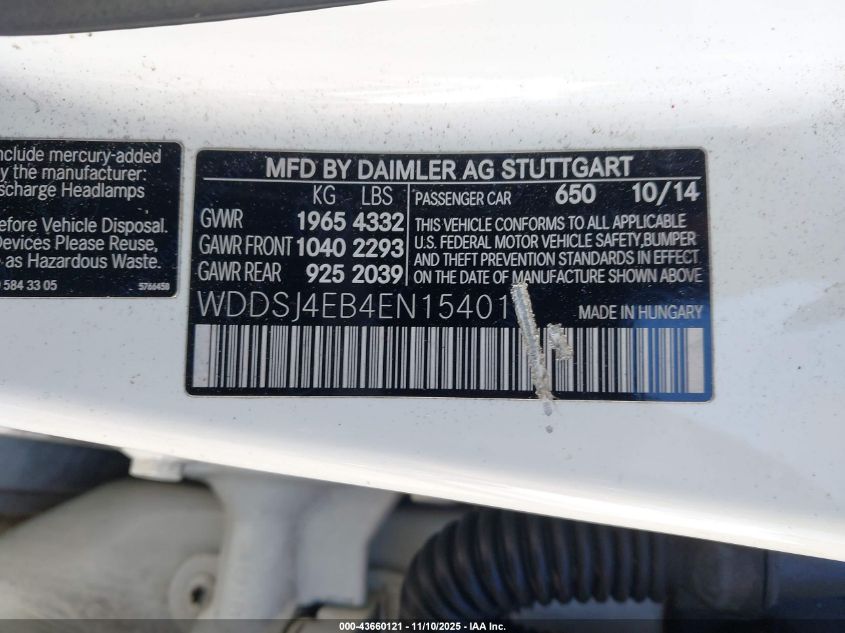 nclude mercury-added
y the manufacturer:
scharge Headlamps
efore Vehicle Disposal.
Devices Please Reuse,
as Hazardous Waste.
584 33 05 5766450
MFD BY DAIMLER AG STUTTGART
KG LBS PASSENGER CAR 650 10/14
GVWR 1965 4332
GAWR FRONT 1040 2293
GAWR REAR 925 2039
THIS VEHICLE CONFORMS TO ALL APPLICABLE
U.S. FEDERAL MOTOR VEHICLE SAFETY,BUMPER
AND THEFT PREVENTION STANDARDS IN EFFECT
ON THE DATE OF MANUFACTURE SHOWN ABOVE
WDDSJ4EB4EN15401 MADE IN HUNGARY
000-43660121 - 11/10/2025 - IAA Inc.